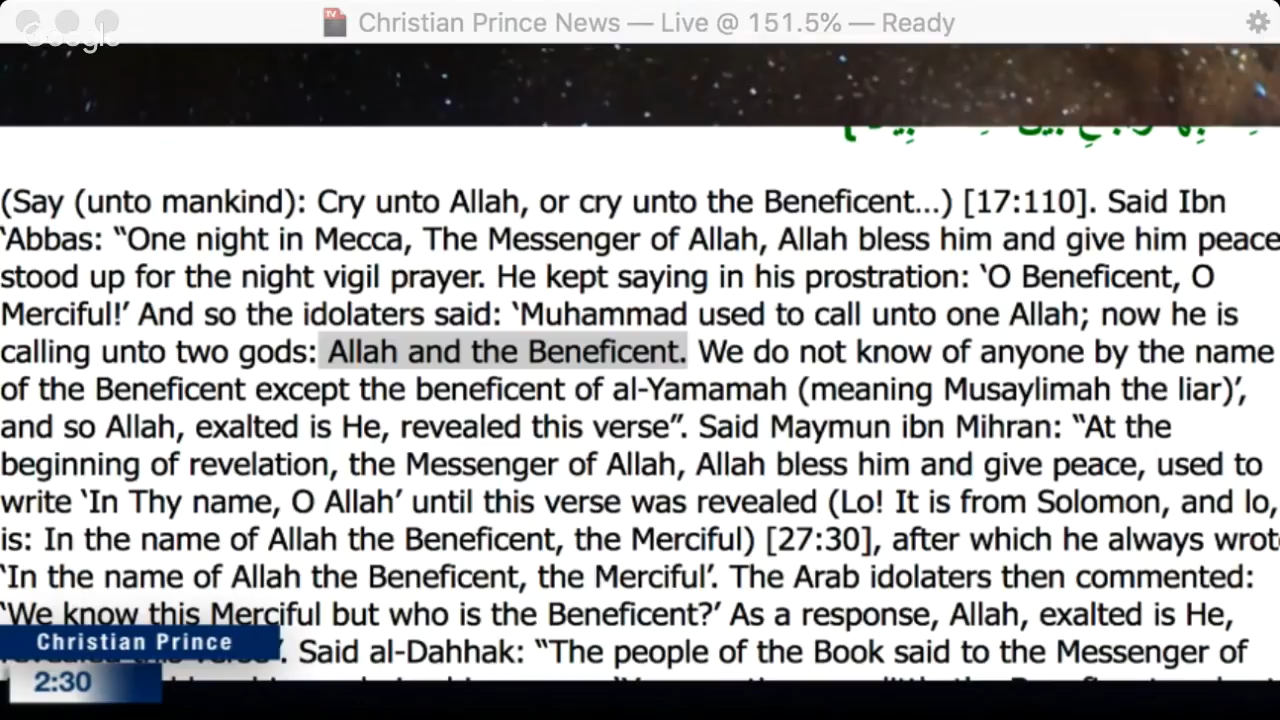 Christian Prince News — Live @ 151.5% — Ready
Google
(Say (unto mankind): Cry unto Allah, or cry unto the Beneficent...) [17:110]. Said Ibn
‘Abbas: “One night in Mecca, The Messenger of Allah, Allah bless him and give him peace
stood up for the night vigil prayer. He kept saying in his prostration: ‘O Beneficent, O
Merciful!’ And so the idolaters said: ‘Muhammad used to call unto one Allah; now he is
calling unto two gods: Allah and the Beneficent. We do not know of anyone by the name
of the Beneficent except the beneficent of al-Yamamah (meaning Musaylimah the liar)’,
and so Allah, exalted is He, revealed this verse”. Said Maymun ibn Mihran: “At the
beginning of revelation, the Messenger of Allah, Allah bless him and give peace, used to
write ‘In Thy name, O Allah’ until this verse was revealed (Lo! It is from Solomon, and lo,
is: In the name of Allah the Beneficent, the Merciful) [27:30], after which he always wrot
‘In the name of Allah the Beneficent, the Merciful’. The Arab idolaters then commented:
‘We know this Merciful but who is the Beneficent?’ As a response, Allah, exalted is He,
Christian Prince
revealed this verse”. Said al-Dahhak: “The people of the Book said to the Messenger of
2:30